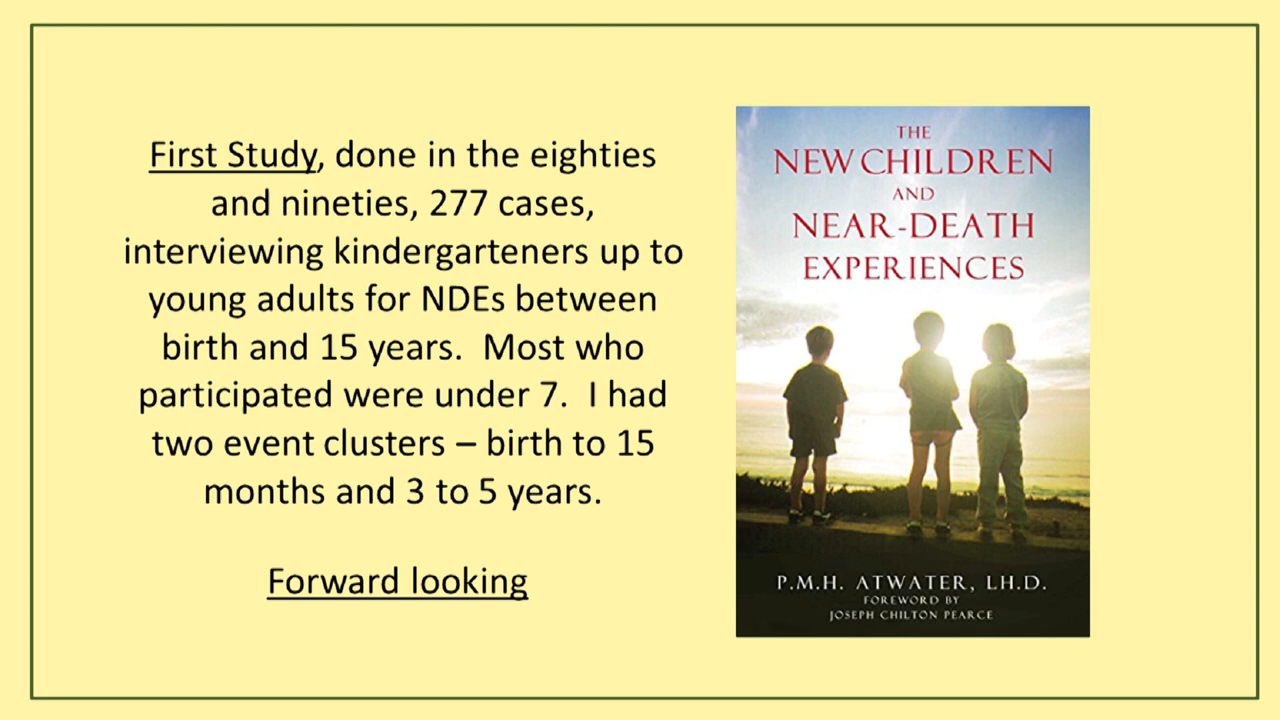 First Study, done in the eighties
and nineties, 277 cases,
interviewing kindergarteners up to
young adults for NDEs between
birth and 15 years. Most who
participated were under 7. I had
two event clusters – birth to 15
months and 3 to 5 years.
Forward looking
THE
NEW CHILDREN
AND
NEAR-DEATH
EXPERIENCES
P.M.H. ATWATER, LH.D.
FOREWORD BY
JOSEPH CHILTON PEARCE